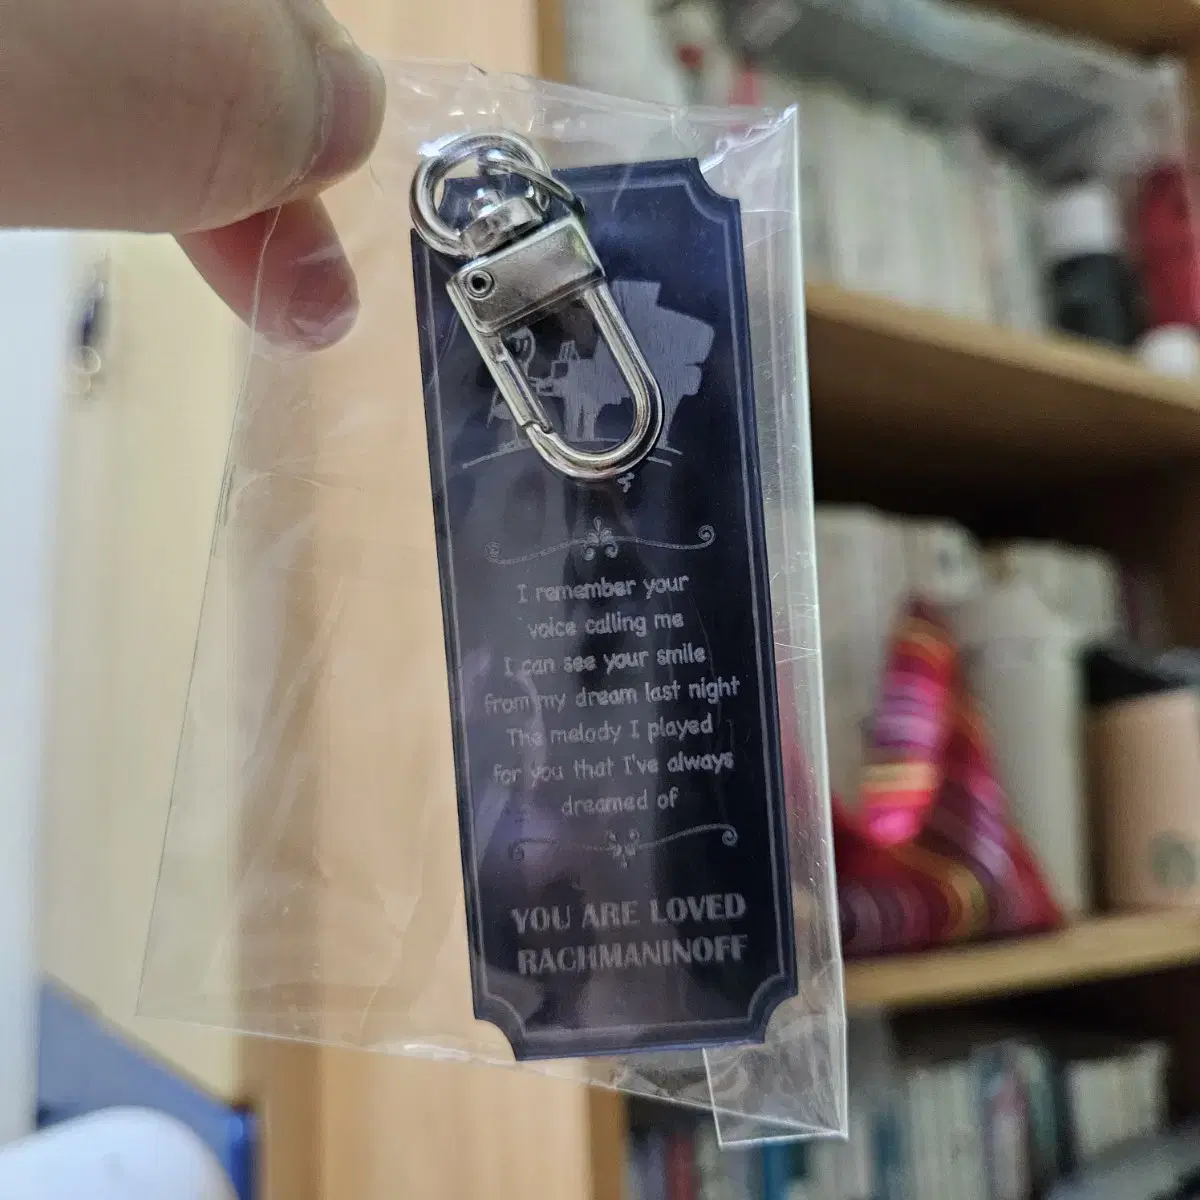 I remember your
voice calling me
I can see your smile
from my dream last night
The melody I played
for you that I've always
dreamed of
YOU ARE LOVED
RACHMANINOFF